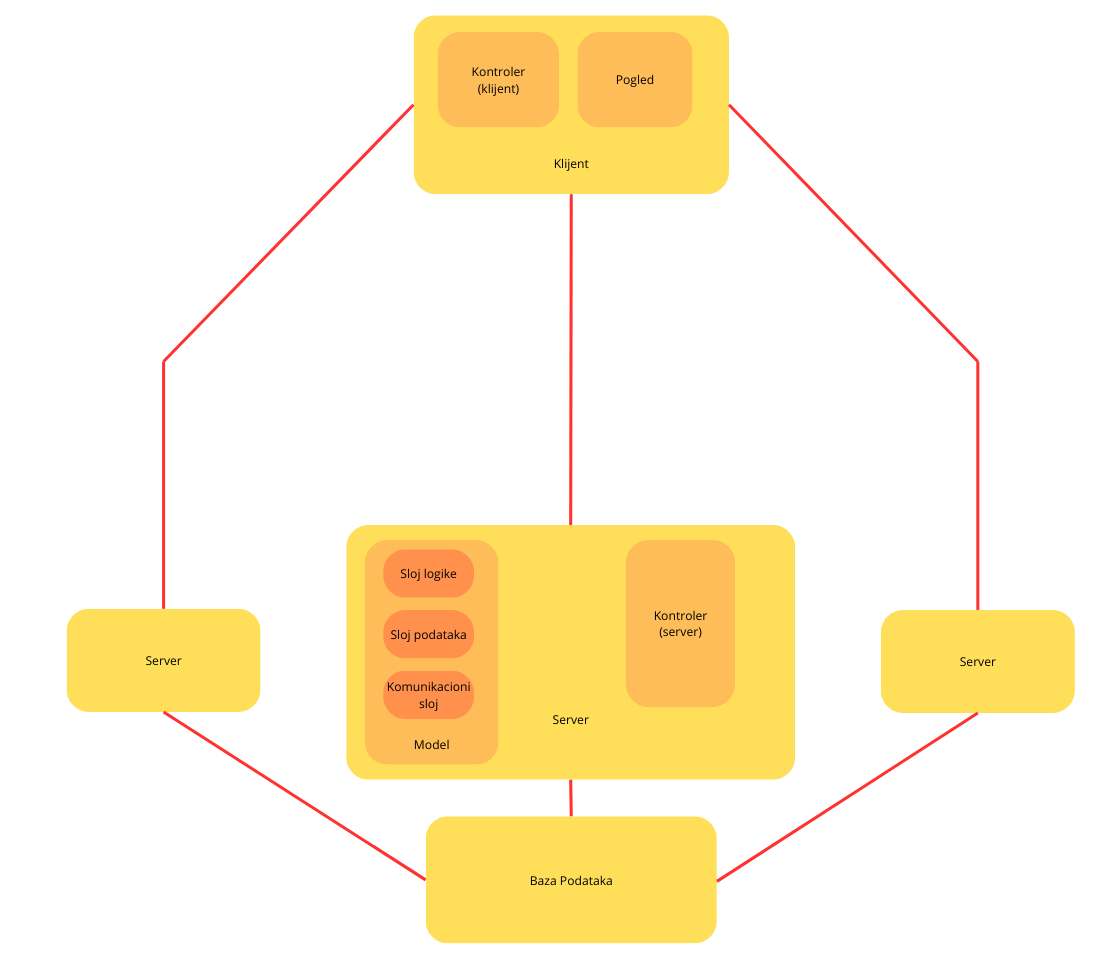 Kontroler
(klijent)
Pogled
Klijent
Sloj logike
Sloj podataka
Komunikacioni
sloj
Model
Kontroler
(server)
Server
Server
Server
Baza Podataka